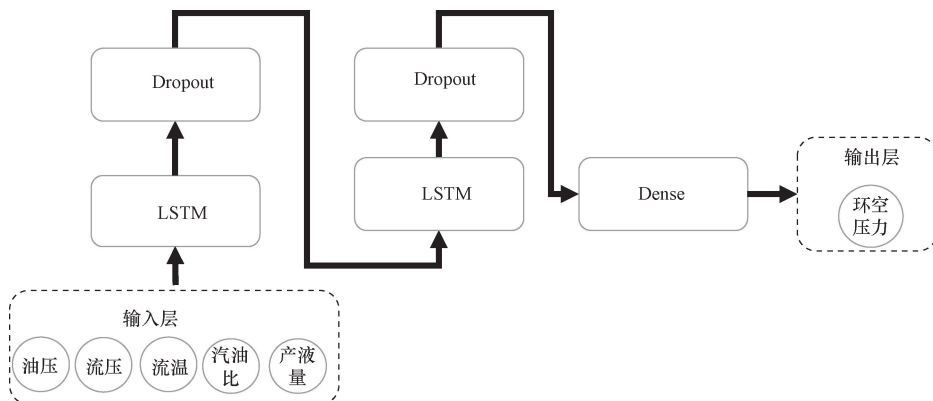 Dropout
LSTM
输入层
油压
流压
流温
汽油
比
产液
量
Dropout
LSTM
Dense
输出层
环空
压力